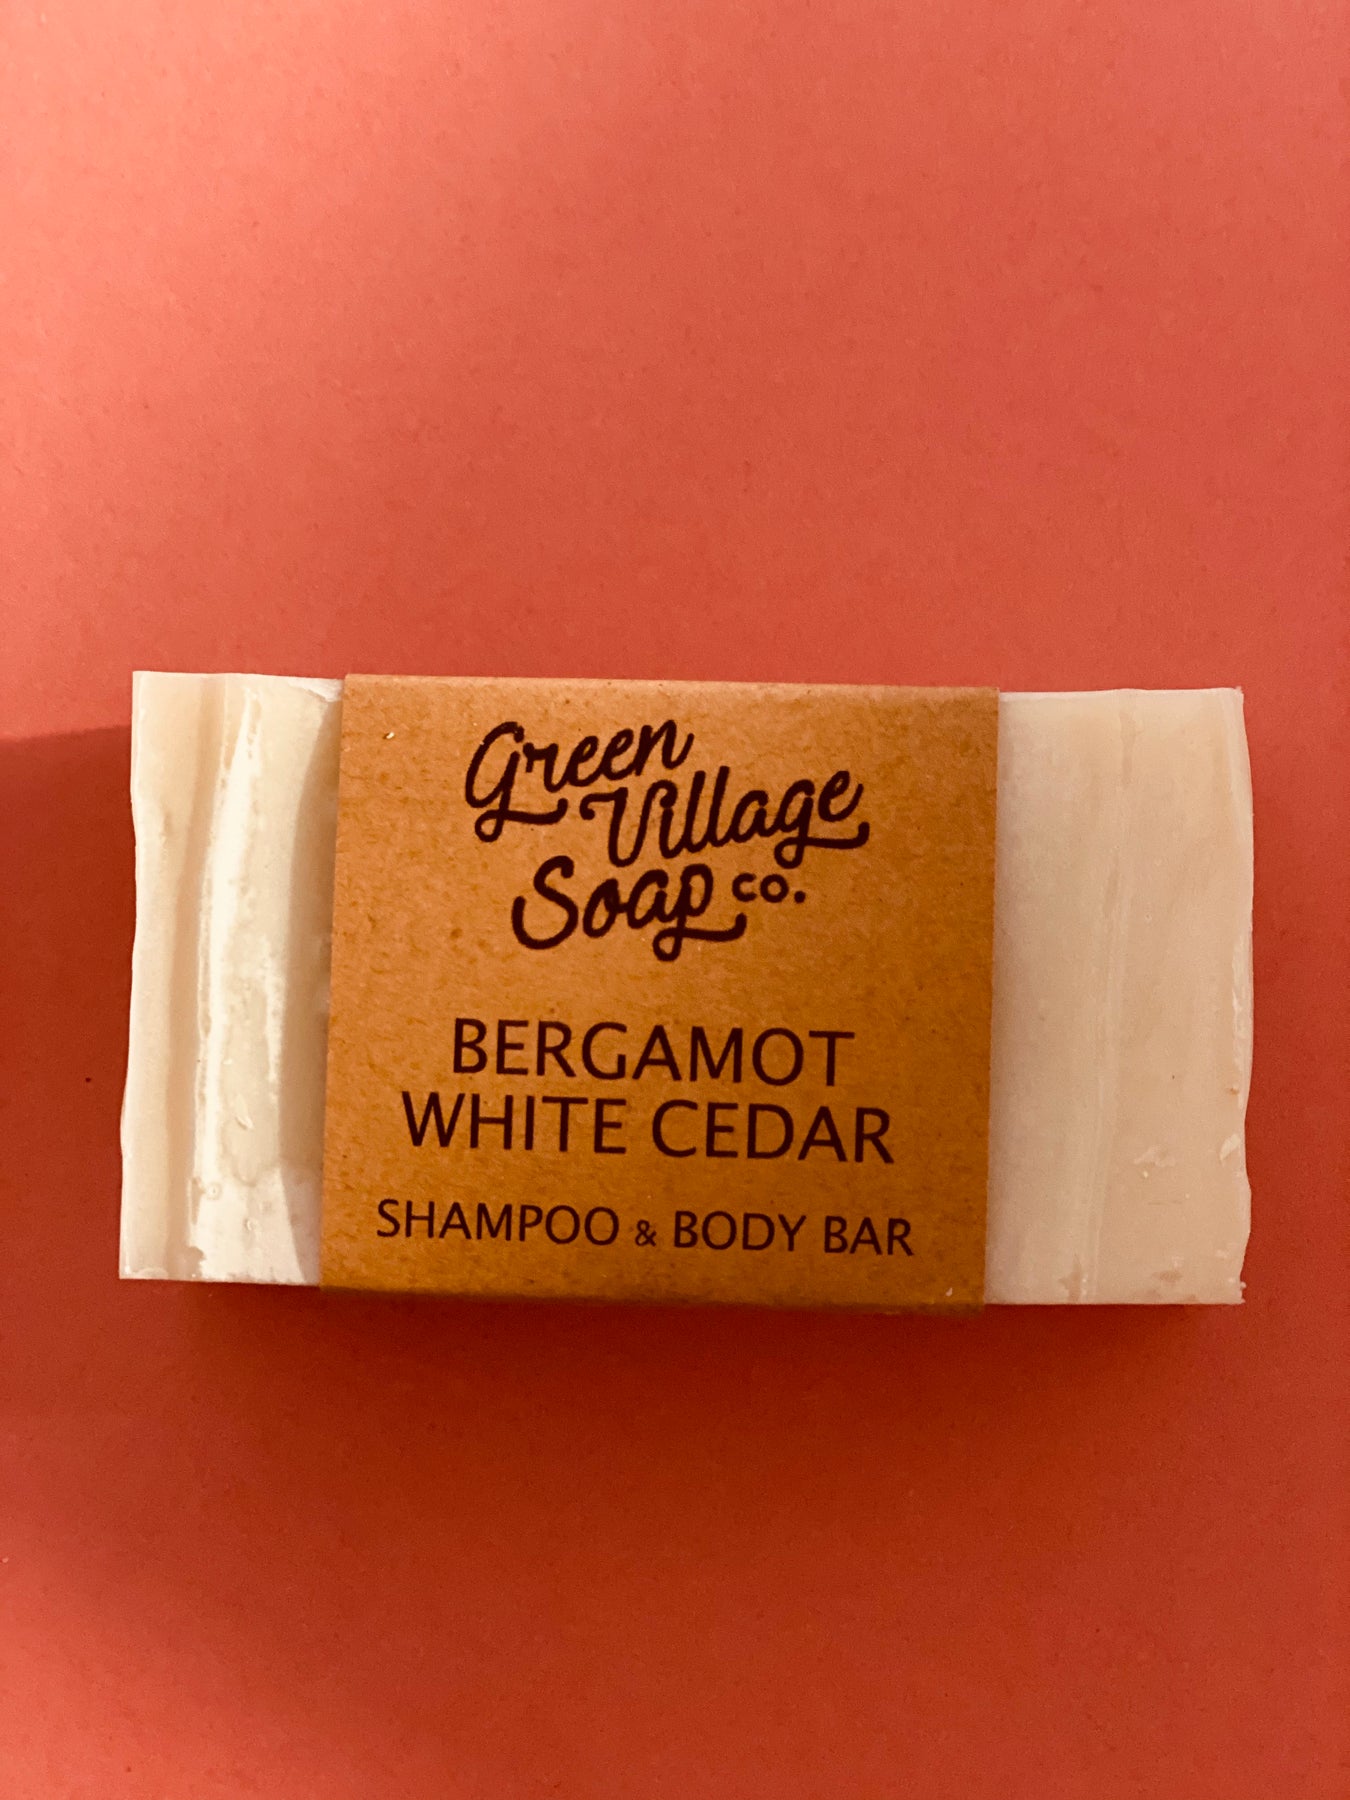 Green
Village
Soap co.
BERGAMOT
WHITE CEDAR
SHAMPOO & BODY BAR